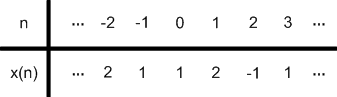 n ... -2 -1 0 1 2 3 ...
x(n) ... 2 1 1 2 -1 1 ...